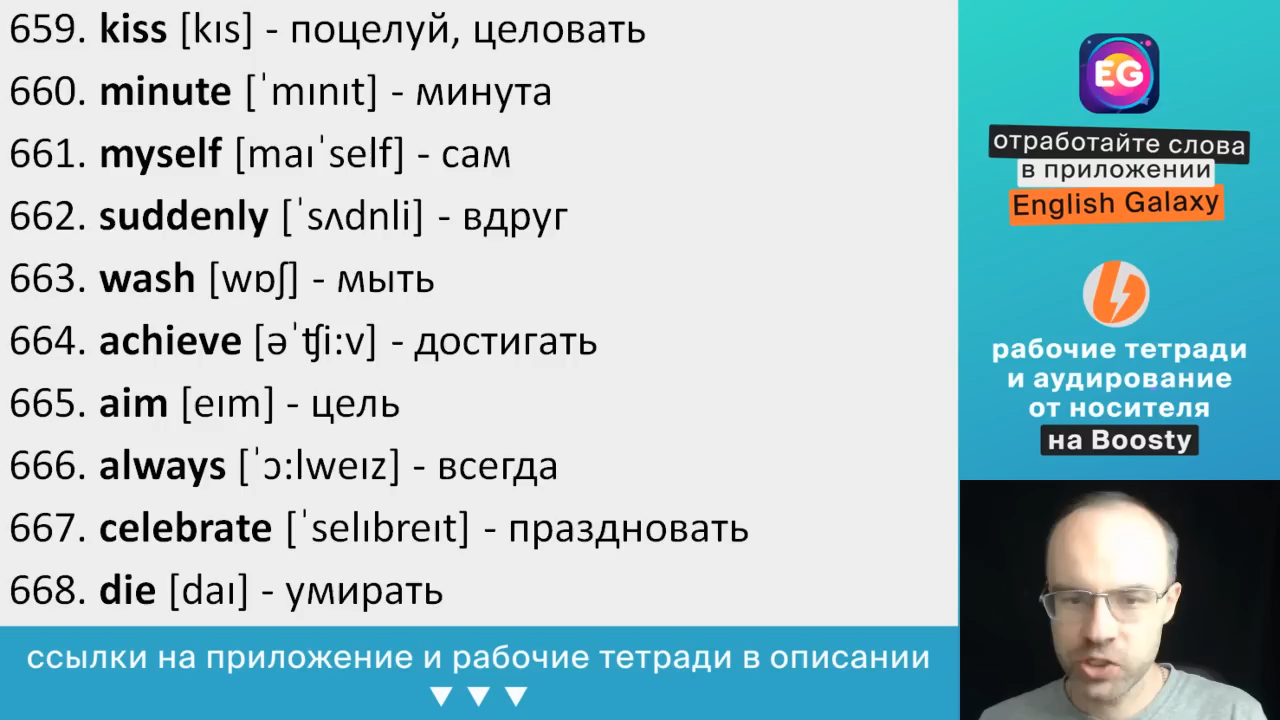 659. kiss [kɪs] - поцелуй, целовать
660. minute [ˈmɪnɪt] - минута
661. myself [maɪˈself] - сам
662. suddenly [ˈsʌdnli] - вдруг
663. wash [wɒʃ] - мыть
664. achieve [əˈʧi:v] - достигать
665. aim [eɪm] - цель
666. always [ˈɔ:lweɪz] - всегда
667. celebrate [ˈselɪbreɪt] - праздновать
668. die [daɪ] - умирать
ссылки на приложение и рабочие тетради в описании
EG
отработайте слова
в приложении
English Galaxy
рабочие тетради
и аудирование
от носителя
на Boosty